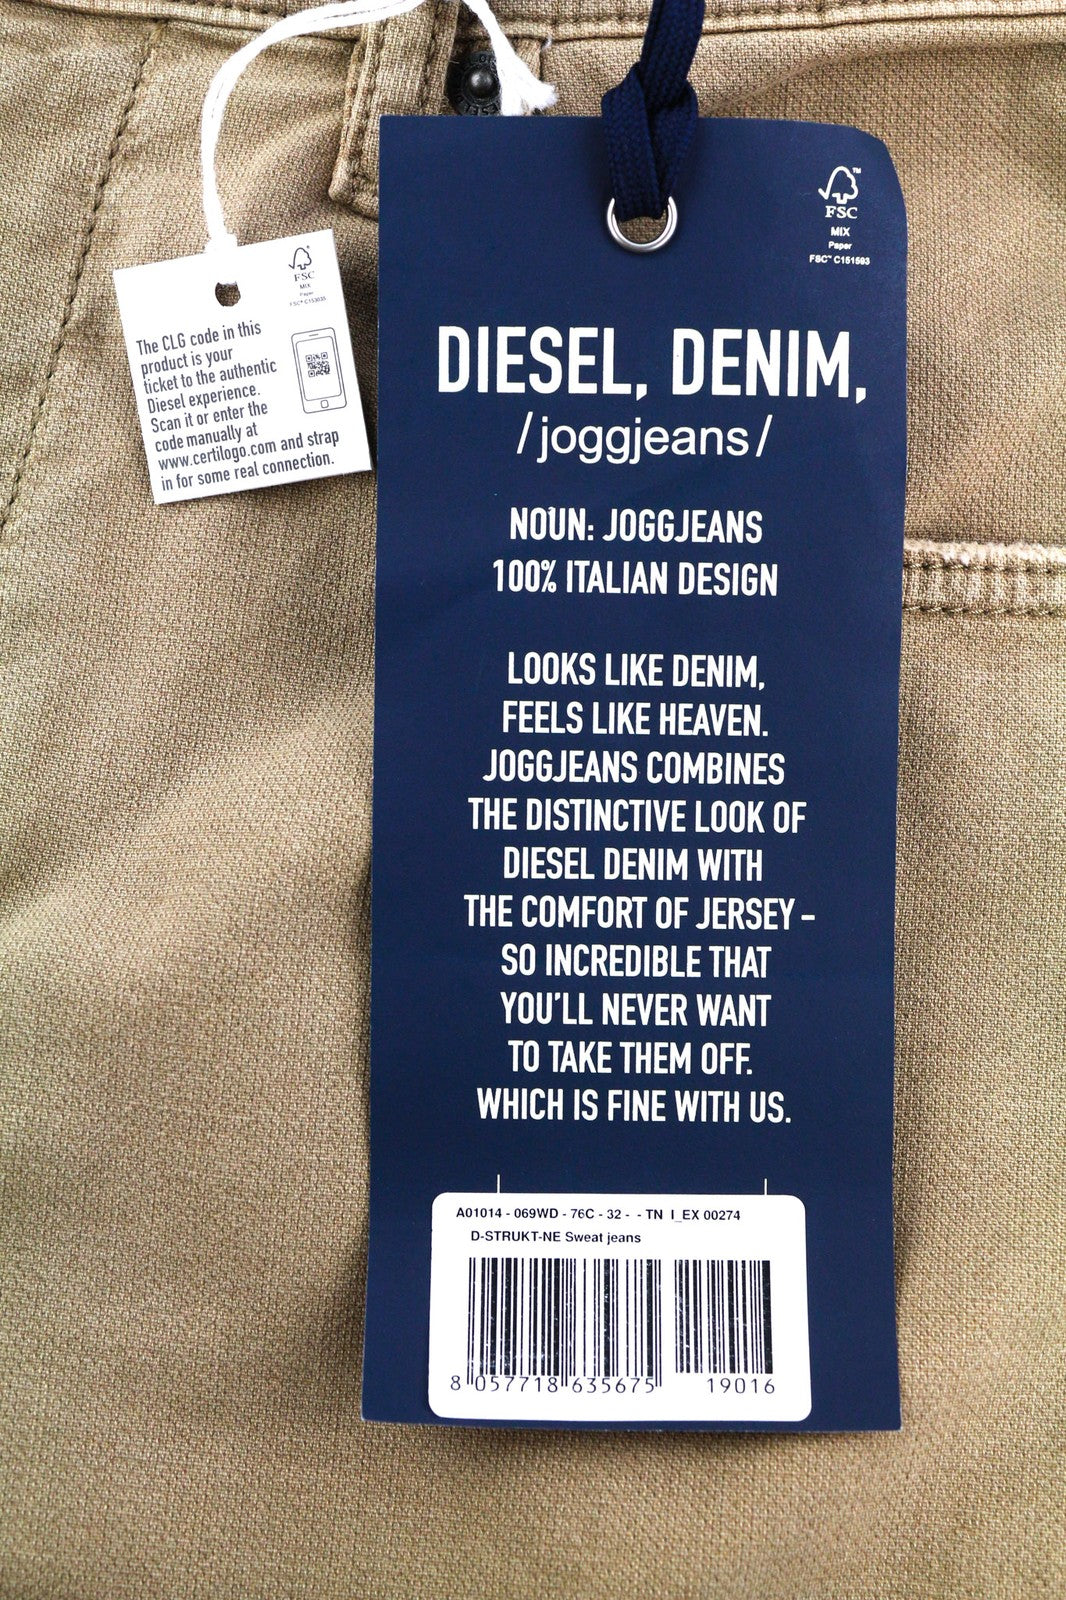 FSC
MIX
Paper
FSC® C153035
The CLG code in this
product is your
ticket to the authentic
Diesel experience.
Scan it or enter the
code manually at
www.certilogo.com and strap
in for some real connection.
™
FSC
MIX
Paper
FSC™ C151593
DIESEL, DENIM,
/joggjeans/
NOUN: JOGGJEANS
100% ITALIAN DESIGN
LOOKS LIKE DENIM,
FEELS LIKE HEAVEN.
JOGGJEANS COMBINES
THE DISTINCTIVE LOOK OF
DIESEL DENIM WITH
THE COMFORT OF JERSEY –
SO INCREDIBLE THAT
YOU'LL NEVER WANT
TO TAKE THEM OFF.
WHICH IS FINE WITH US.
A01014 - 069WD - 76C - 32 - - TN I_EX 00274
D-STRUKT-NE Sweat jeans
8 057718 635675 19016